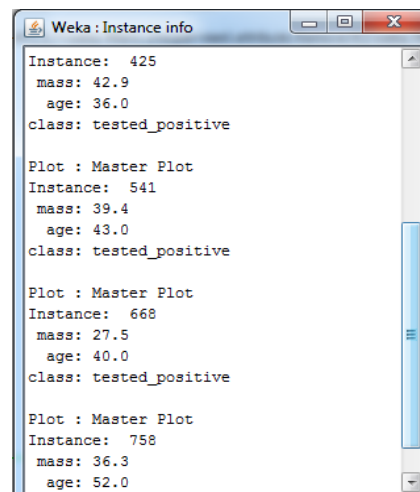 Weka : Instance info
Instance: 425
mass: 42.9
age: 36.0
class: tested_positive
Plot : Master Plot
Instance: 541
mass: 39.4
age: 43.0
class: tested_positive
Plot : Master Plot
Instance: 668
mass: 27.5
age: 40.0
class: tested_positive
Plot : Master Plot
Instance: 758
mass: 36.3
age: 52.0